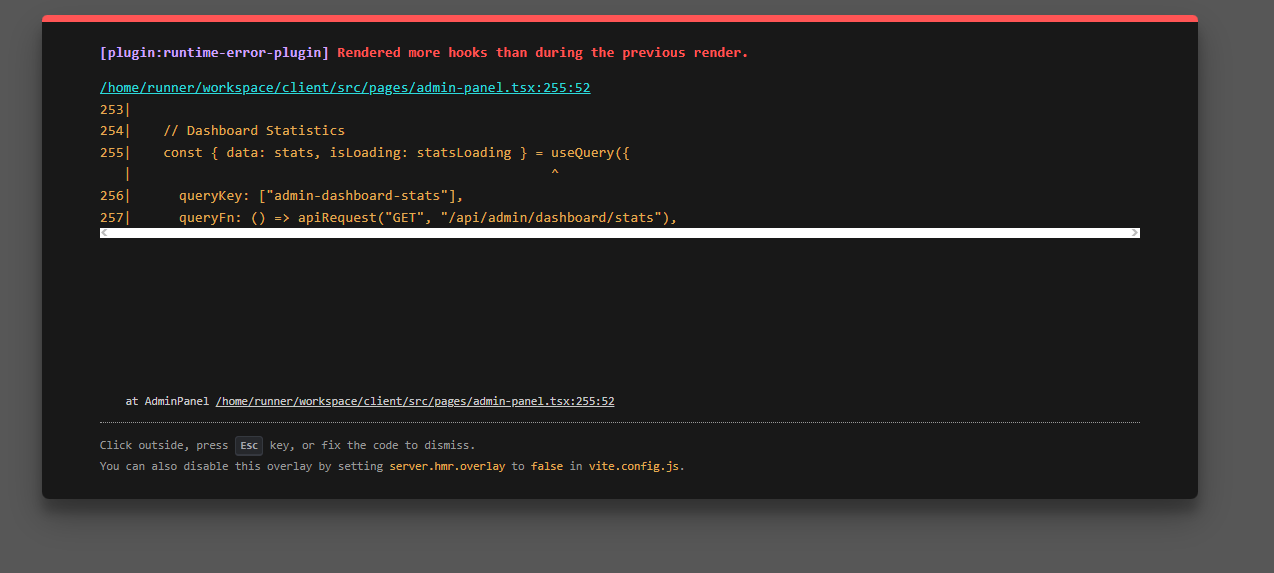 [plugin:runtime-error-plugin] Rendered more hooks than during the previous render.
/home/runner/workspace/client/src/pages/admin-panel.tsx:255:52
253|
254|    // Dashboard Statistics
255|    const { data: stats, isLoading: statsLoading } = useQuery({
   |                                                     ^
256|      queryKey: ["admin-dashboard-stats"],
257|      queryFn: () => apiRequest("GET", "/api/admin/dashboard/stats"),
at AdminPanel /home/runner/workspace/client/src/pages/admin-panel.tsx:255:52
Click outside, press Esc key, or fix the code to dismiss.
You can also disable this overlay by setting server.hmr.overlay to false in vite.config.js.